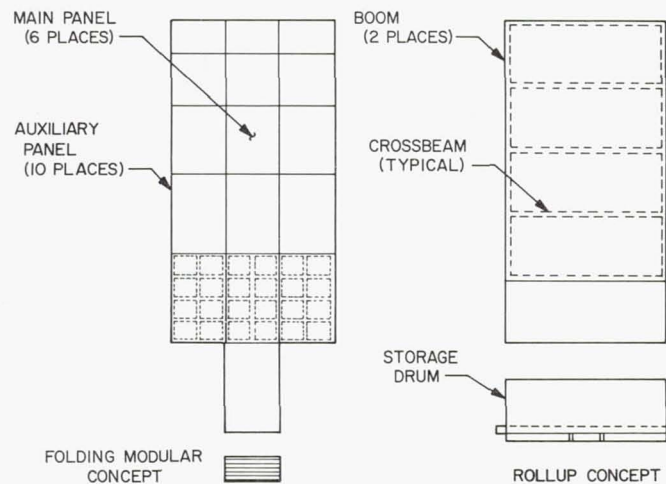 MAIN PANEL
(6 PLACES)
AUXILIARY
PANEL
(10 PLACES)
FOLDING MODULAR
CONCEPT
BOOM
(2 PLACES)
CROSSBEAM
(TYPICAL)
STORAGE
DRUM
ROLLUP CONCEPT